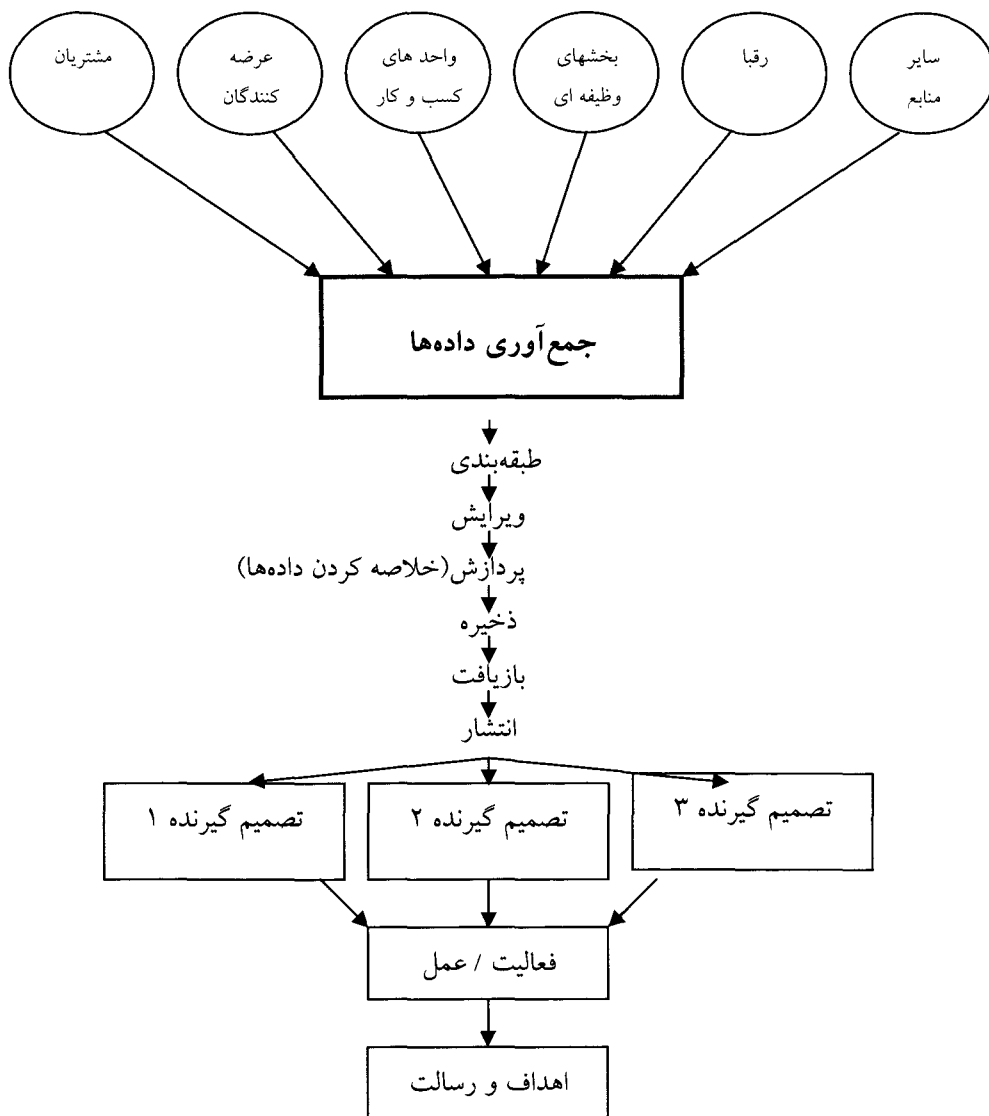 سایر
منابع
رقبا
بخشهای
وظیفه ای
واحد های
کسب و کار
عرضه
کنندگان
مشتریان
جمع‌آوری داده‌ها
طبقه‌بندی
ویرایش
پردازش(خلاصه کردن داده‌ها)
ذخیره
بازیافت
انتشار
تصمیم گیرنده ۳
تصمیم گیرنده ۲
تصمیم گیرنده ۱
فعالیت / عمل
اهداف و رسالت